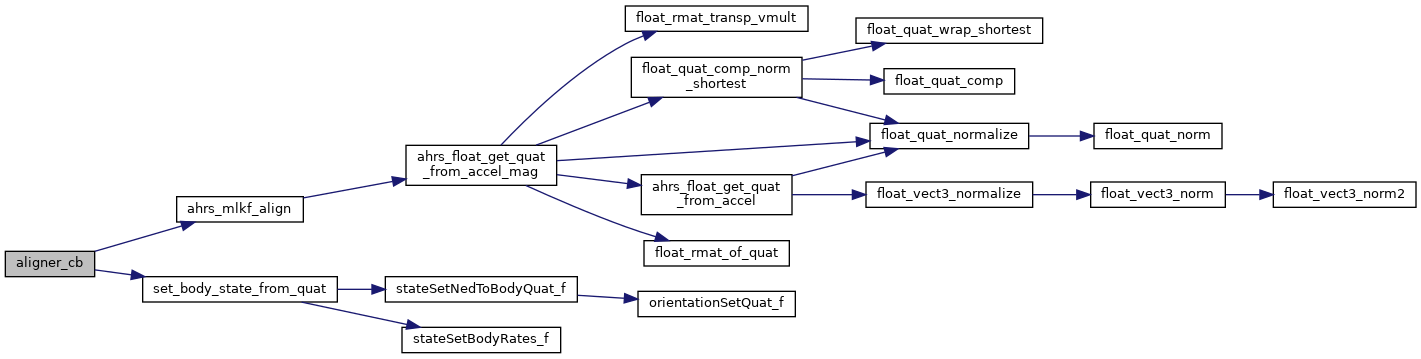 aligner_cb
ahrs_mlkf_align
set_body_state_from_quat
ahrs_float_get_quat
_from_accel_mag
stateSetNedToBodyQuat_f
stateSetBodyRates_f
float_rmat_transp_vmult
float_quat_comp_norm
_shortest
ahrs_float_get_quat
_from_accel
float_rmat_of_quat
orientationSetQuat_f
float_quat_wrap_shortest
float_quat_comp
float_quat_normalize
float_vect3_normalize
float_quat_norm
float_vect3_norm
float_vect3_norm2